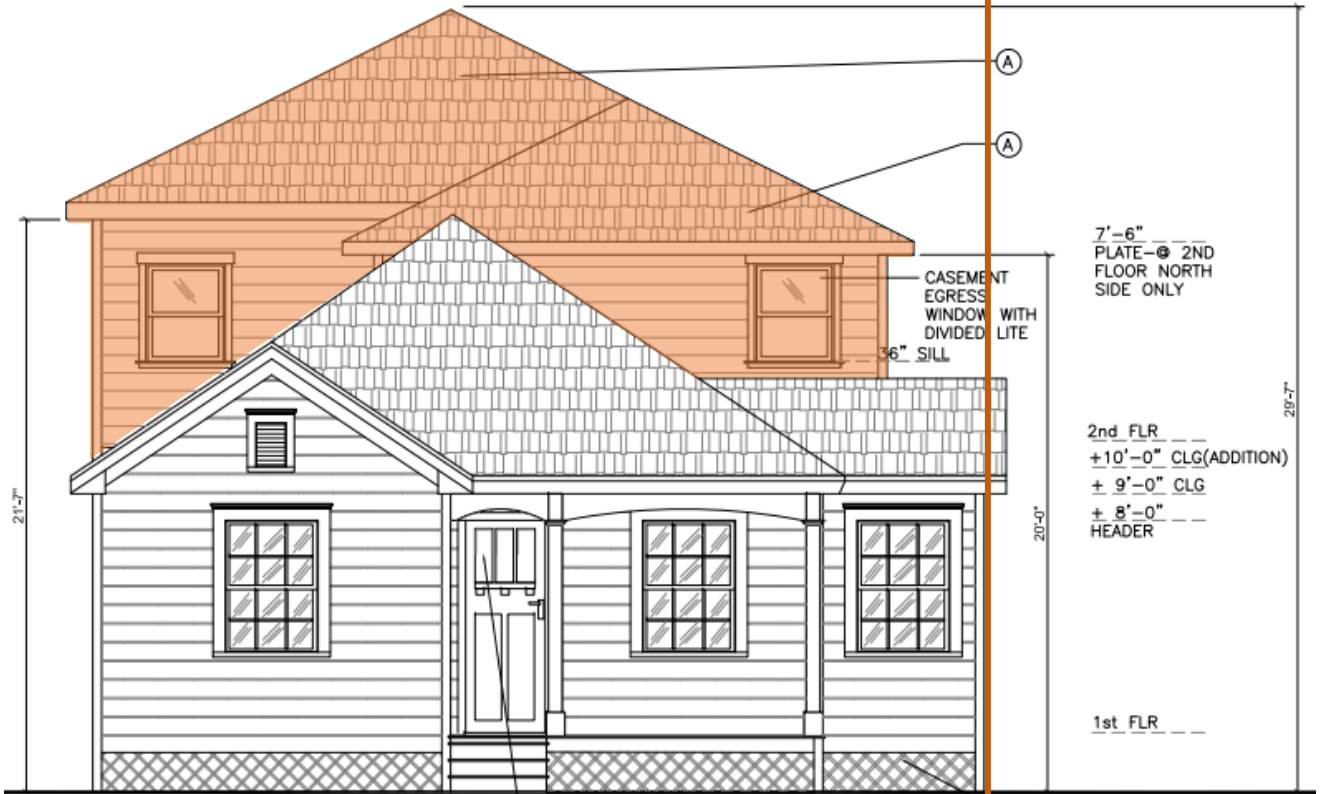 A
A
7'-6"
PLATE-@ 2ND
FLOOR NORTH
SIDE ONLY
CASEMENT
EGRESS
WINDOW WITH
DIVIDED LITE
36" SILL
29'-7"
2nd FLR
+10'-0" CLG(ADDITION)
+ 9'-0" CLG
+ 8'-0"
HEADER
21'-7"
20'-0"
1st FLR